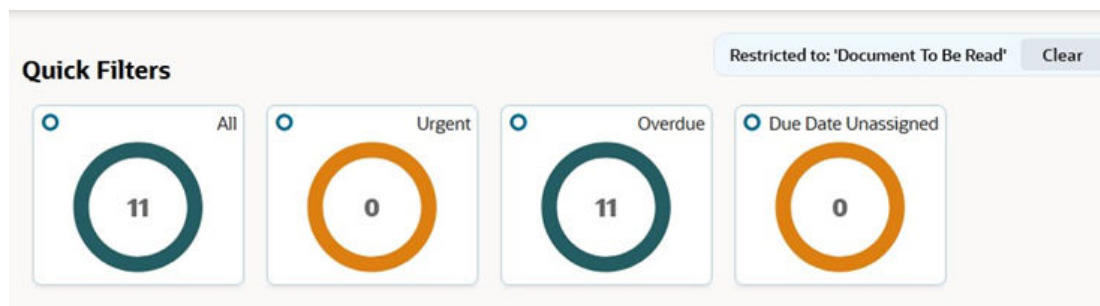 Restricted to: 'Document To Be Read' Clear
Quick Filters
All
11
Urgent
0
Overdue
11
Due Date Unassigned
0